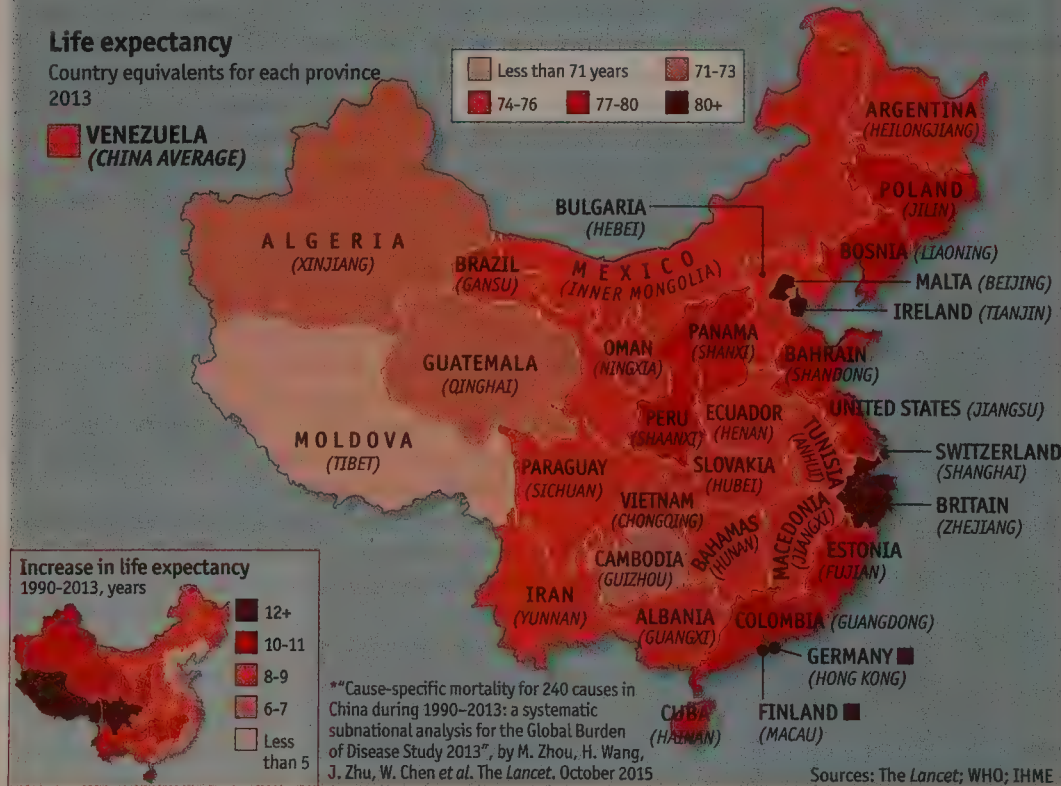 Life expectancy
Country equivalents for each province
2013
VENEZUELA
(CHINA AVERAGE)
Less than 71 years
71-73
74-76
77-80
80+
ARGENTINA
(HEILONGJIANG)
POLAND
(JILIN)
BULGARIA
(HEBEI)
BOSNIA (LIAONING)
MALTA (BEIJING)
IRELAND (TIANJIN)
ALGERIA
(XINJIANG)
BRAZIL
(GANSU)
MEXICO
(INNER MONGOLIA)
PANAMA
(SHANXI)
OMAN
(NINGXIA)
BAHRAIN
(SHANDONG)
GUATEMALA
(QINGHAI)
UNITED STATES (JIANGSU)
PERU
(SHAANXI)
ECUADOR
(HENAN)
TUNISIA
(ANHUI)
MOLDOVA
(TIBET)
SWITZERLAND
(SHANGHAI)
PARAGUAY
(SICHUAN)
SLOVAKIA
(HUBEI)
VIETNAM
(CHONGQING)
BRITAIN
(ZHEJIANG)
BAHAMAS
(HUNAN)
MACEDONIA
(JIANGXI)
ESTONIA
(FUJIAN)
CAMBODIA
(GUIZHOU)
IRAN
(YUNNAN)
ALBANIA
(GUANGXI)
COLOMBIA (GUANGDONG)
GERMANY
(HONG KONG)
CUBA
(HAINAN)
FINLAND
(MACAU)
Increase in life expectancy
1990-2013, years
12+
10-11
8-9
6-7
Less
than 5
*"Cause-specific mortality for 240 causes in
China during 1990–2013: a systematic
subnational analysis for the Global Burden
of Disease Study 2013", by M. Zhou, H. Wang,
J. Zhu, W. Chen et al. The Lancet. October 2015
Sources: The Lancet; WHO; IHME